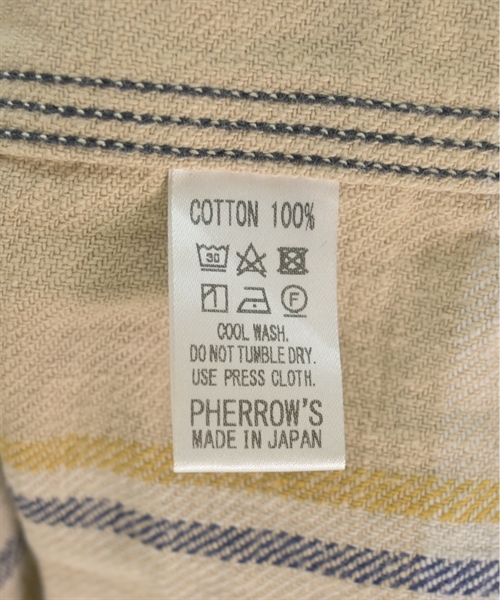 COTTON 100%
30
F
COOL WASH.
DO NOT TUMBLE DRY.
USE PRESS CLOTH.
PHERROW'S
MADE IN JAPAN